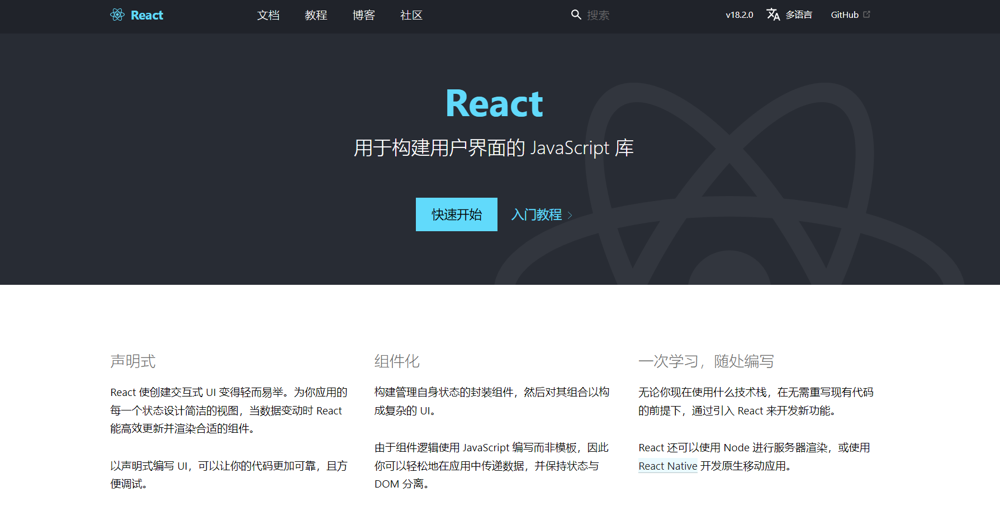 React 文档 教程 博客 社区 搜索 v18.2.0 多语言 GitHub
React
用于构建用户界面的 JavaScript 库
快速开始 入门教程
声明式
React 使创建交互式 UI 变得轻而易举。为你应用的
每一个状态设计简洁的视图，当数据变动时 React
能高效更新并渲染合适的组件。
以声明式编写 UI，可以让你的代码更加可靠，且方
便调试。
组件化
构建管理自身状态的封装组件，然后对其组合以构
成复杂的 UI。
由于组件逻辑使用 JavaScript 编写而非模板，因此
你可以轻松地在应用中传递数据，并保持状态与
DOM 分离。
一次学习，随处编写
无论你现在使用什么技术栈，在无需重写现有代码
的前提下，通过引入 React 来开发新功能。
React 还可以使用 Node 进行服务器渲染，或使用
React Native 开发原生移动应用。